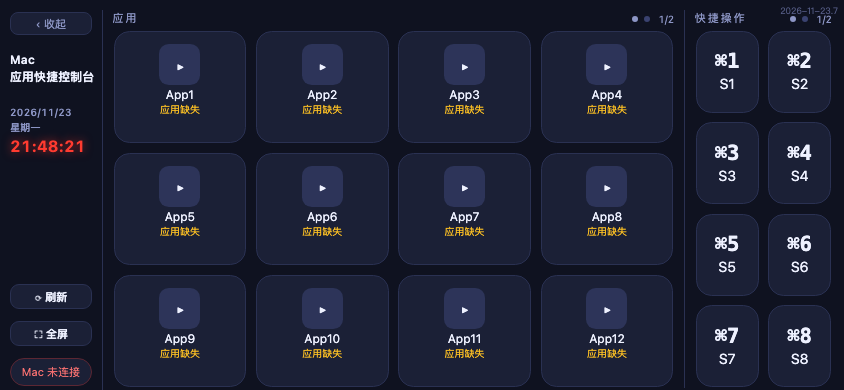 ‹ 收起
Mac
应用快捷控制台
2026/11/23
星期一
21:48:21
⟳ 刷新
⛶ 全屏
Mac 未连接
应用
1/2
App1
应用缺失
App2
应用缺失
App3
应用缺失
App4
应用缺失
App5
应用缺失
App6
应用缺失
App7
应用缺失
App8
应用缺失
App9
应用缺失
App10
应用缺失
App11
应用缺失
App12
应用缺失
2026-11-23.7
快捷操作
1/2
⌘1
S1
⌘2
S2
⌘3
S3
⌘4
S4
⌘5
S5
⌘6
S6
⌘7
S7
⌘8
S8